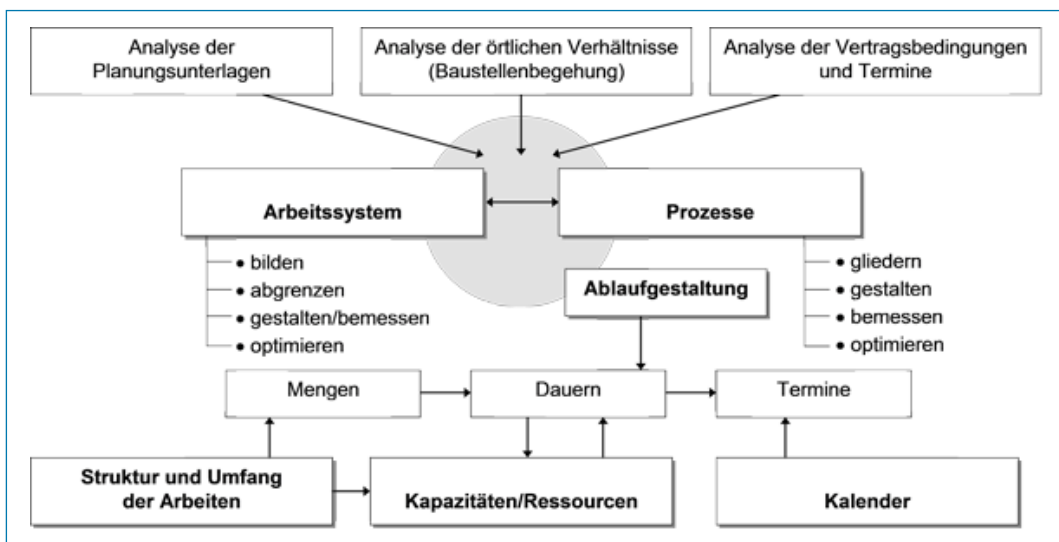 Analyse der
Planungsunterlagen
Analyse der örtlichen Verhältnisse
(Baustellenbegehung)
Analyse der Vertragsbedingungen
und Termine
Arbeitssystem
Prozesse
• bilden
• abgrenzen
• gestalten/bemessen
• optimieren
Ablaufgestaltung
• gliedern
• gestalten
• bemessen
• optimieren
Mengen
Dauern
Termine
Struktur und Umfang
der Arbeiten
Kapazitäten/Ressourcen
Kalender